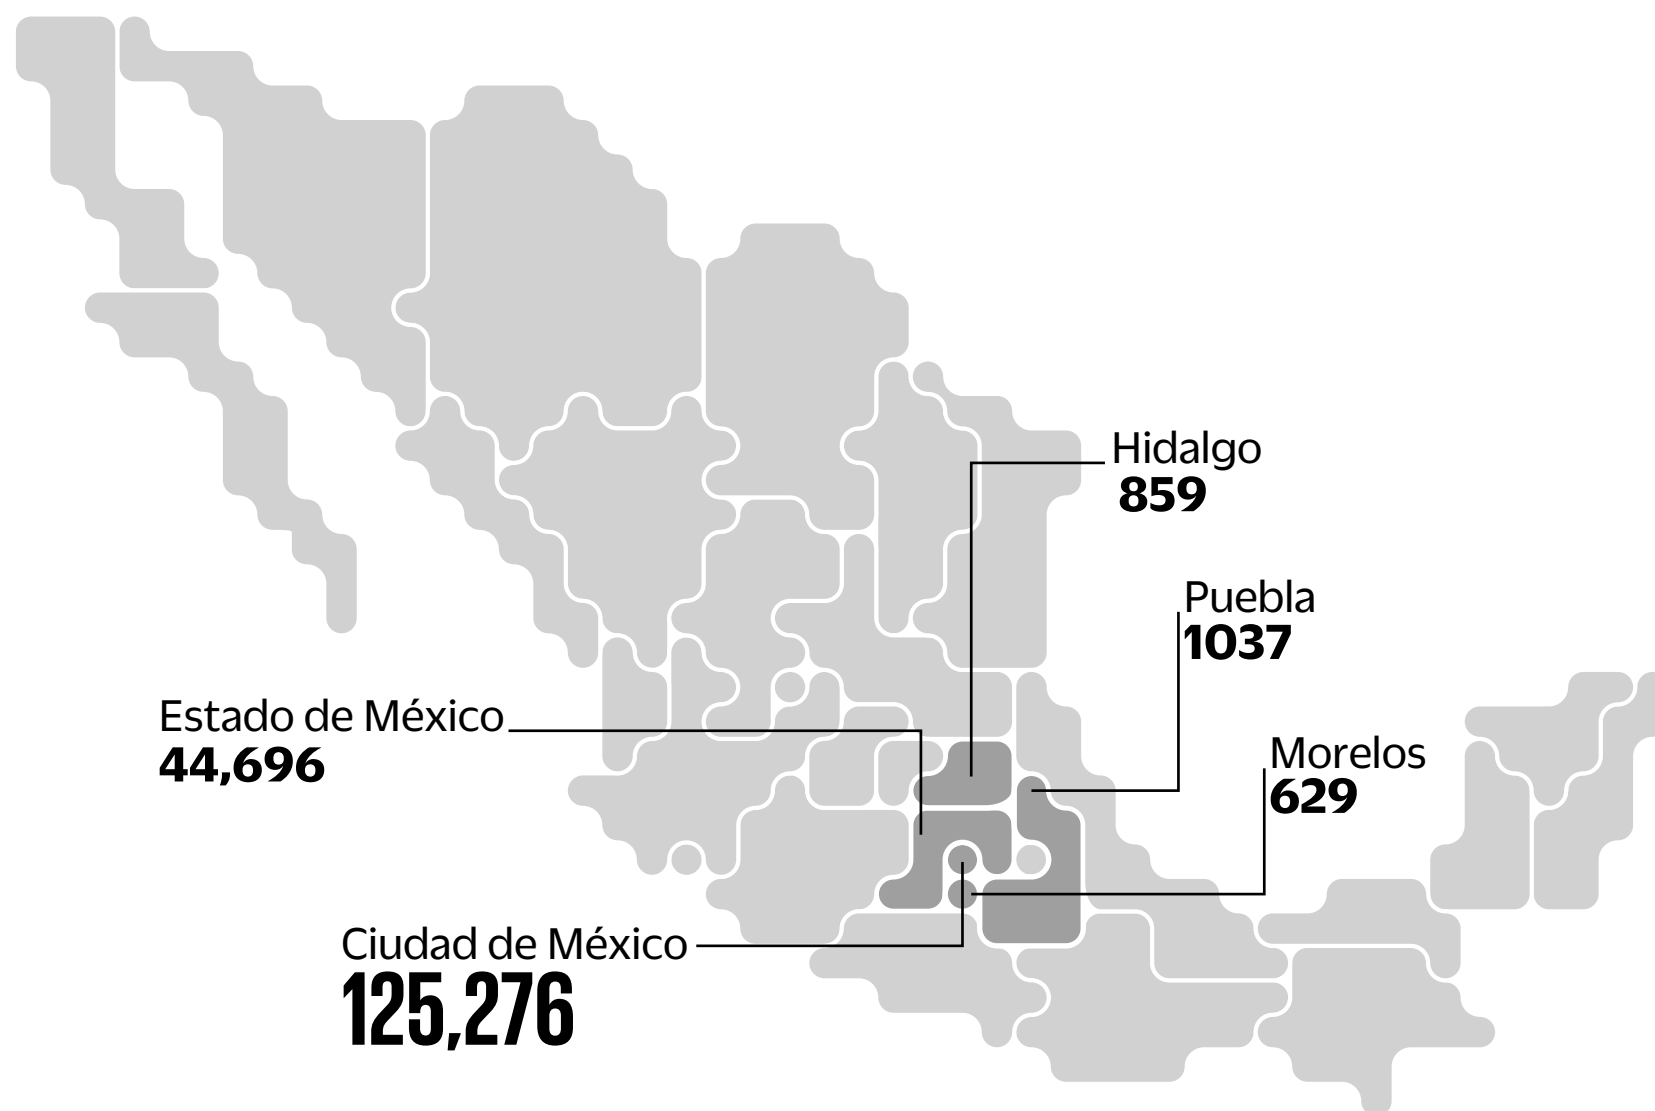 Hidalgo
859
Puebla
1037
Estado de México
44,696
Morelos
629
Ciudad de México
125,276